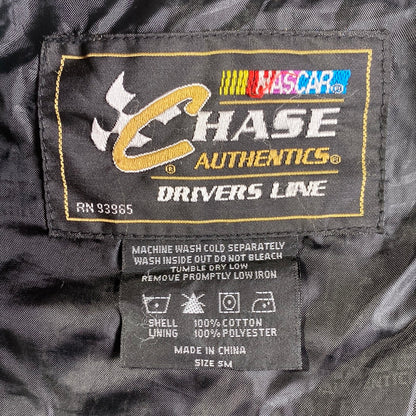 NASCAR®
CHASE
AUTHENTICS®
DRIVERS LINE
RN 93965
MACHINE WASH COLD SEPARATELY
WASH INSIDE OUT DO NOT BLEACH
TUMBLE DRY LOW
REMOVE PROMPTLY LOW IRON
SHELL 100% COTTON
LINING 100% POLYESTER
MADE IN CHINA
SIZE SM
AUTHENTICS